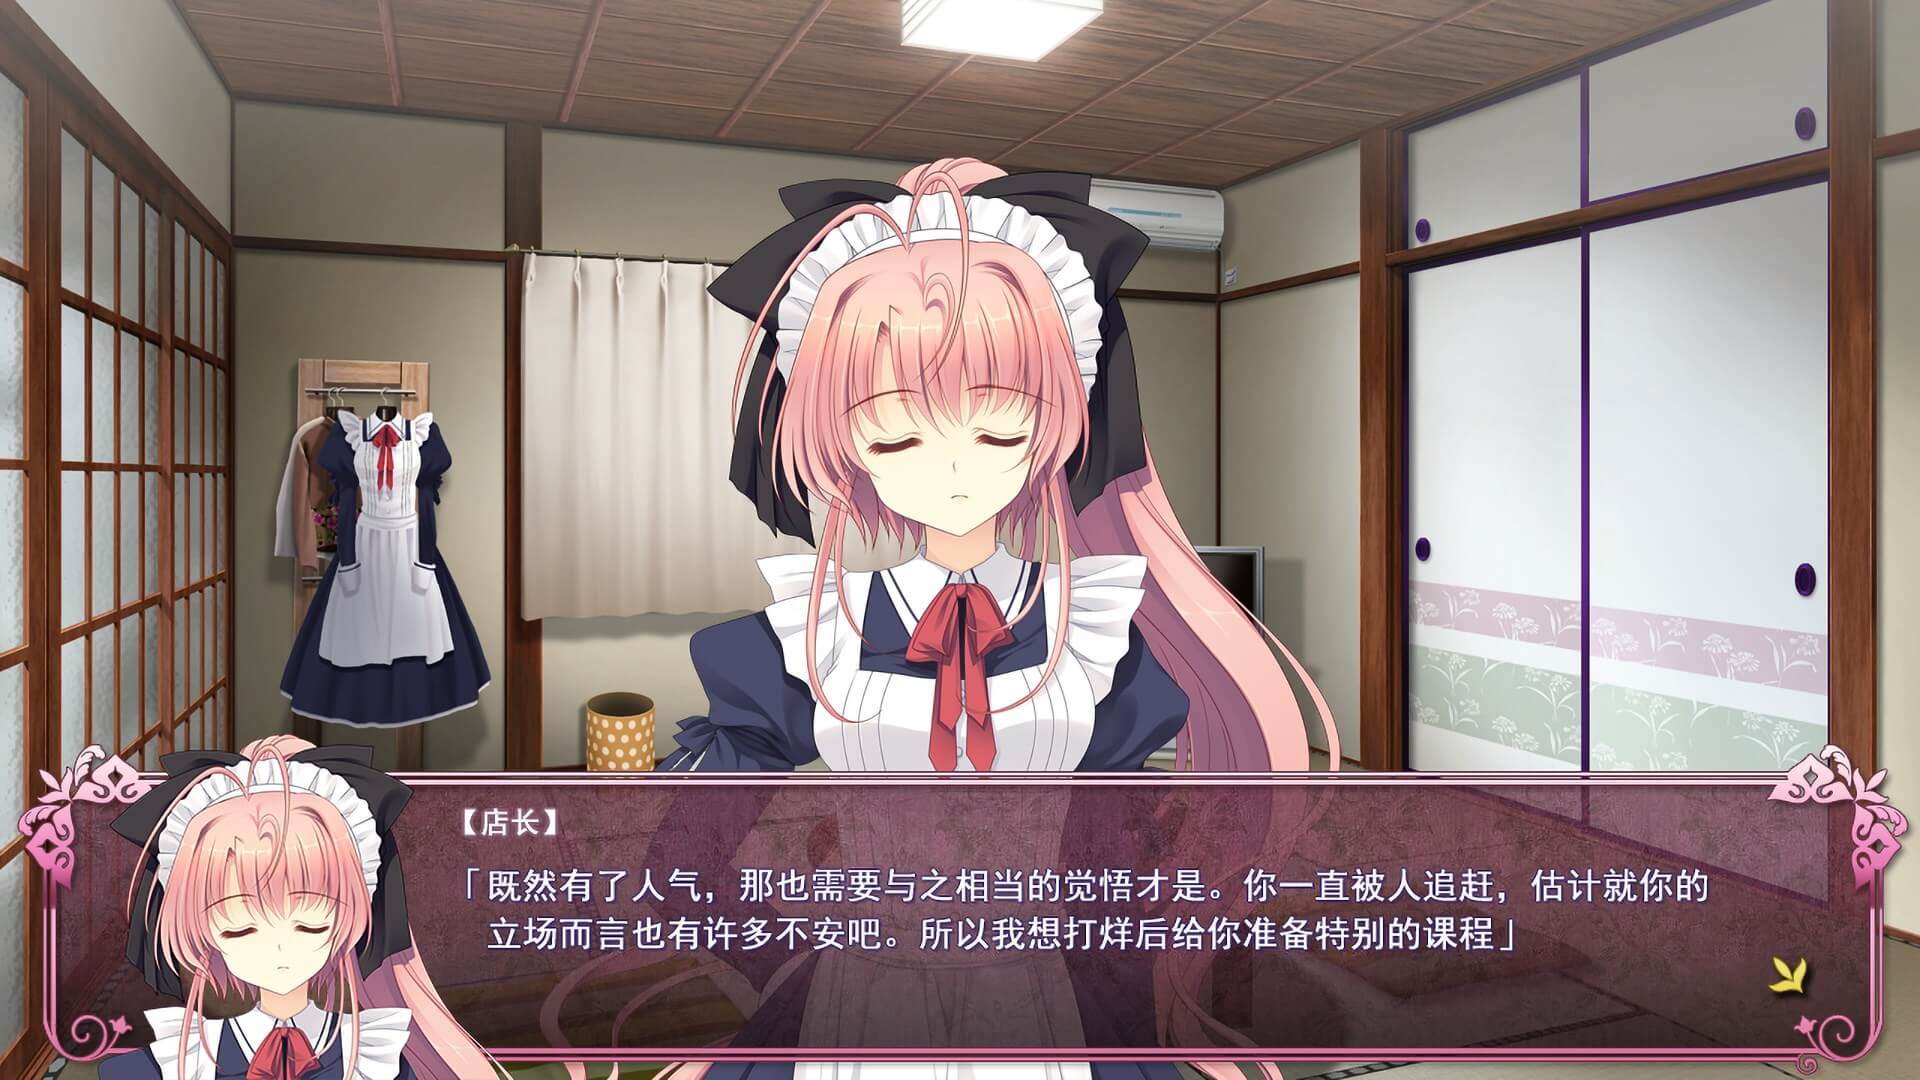 【店长】
「既然有了人气，那也需要与之相当的觉悟才是。你一直被人追赶，估计就你的
立场而言也有许多不安吧。所以我想打烊后给你准备特别的课程」